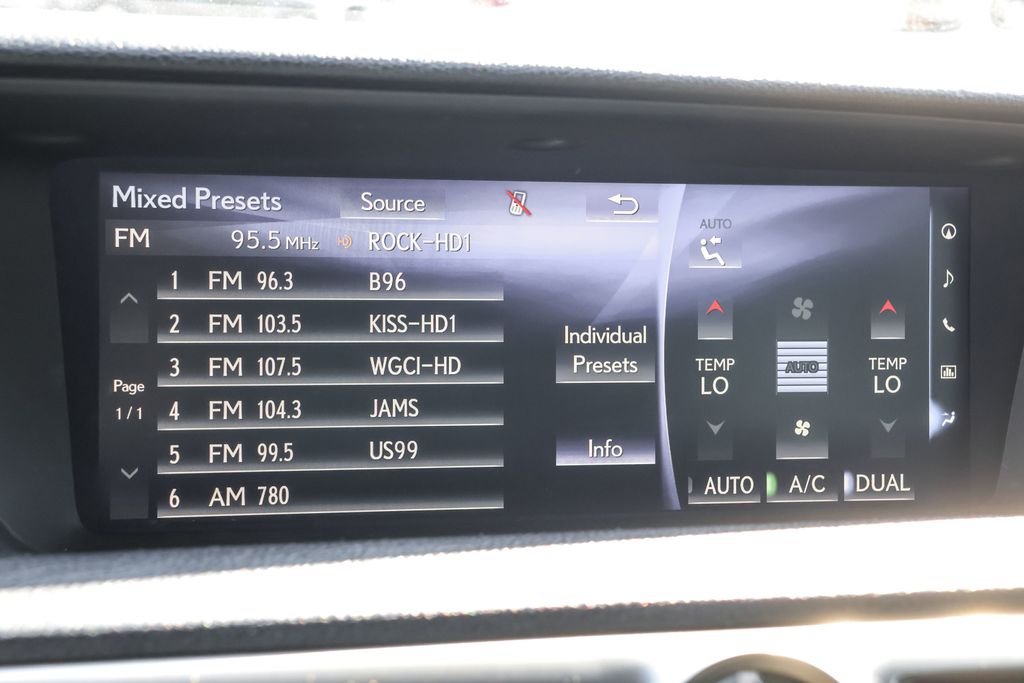 Mixed Presets Source
FM 95.5 MHz HD ROCK-HD1
1 FM 96.3 B96
2 FM 103.5 KISS-HD1
3 FM 107.5 WGCI-HD
4 FM 104.3 JAMS
5 FM 99.5 US99
6 AM 780
Page
1/1
Individual
Presets
Info
AUTO
TEMP
LO
AUTO
TEMP
LO
AUTO A/C DUAL